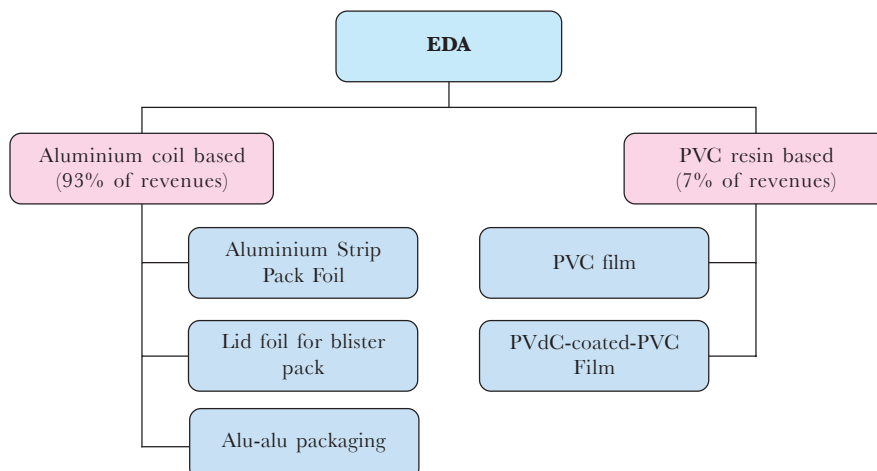 EDA
Aluminium coil based
(93% of revenues)
PVC resin based
(7% of revenues)
Aluminium Strip
Pack Foil
PVC film
Lid foil for blister
pack
PVdC-coated-PVC
Film
Alu-alu packaging